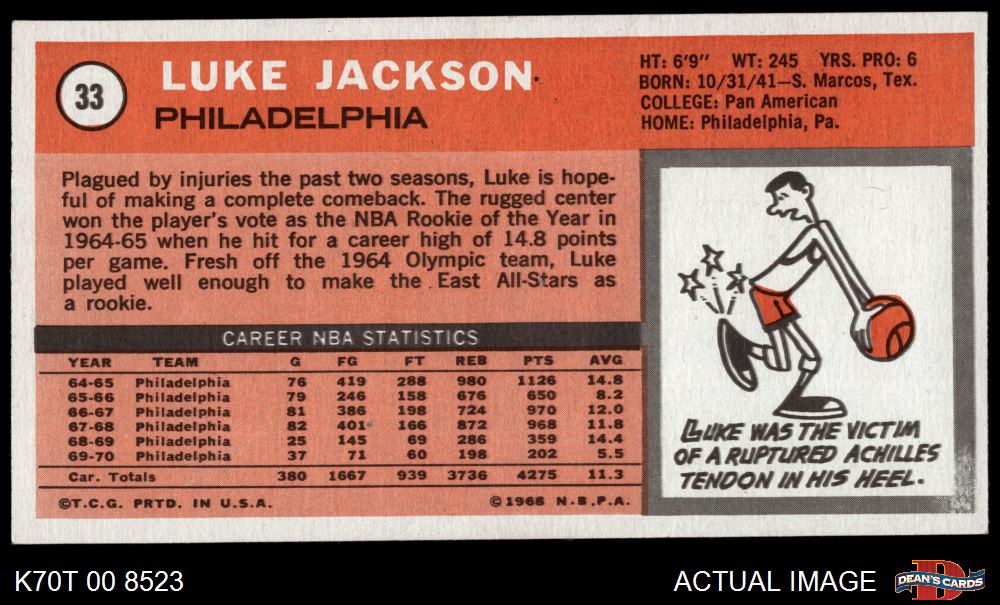 33
LUKE JACKSON
PHILADELPHIA
HT: 6'9" WT: 245 YRS. PRO: 6
BORN: 10/31/41—S. Marcos, Tex.
COLLEGE: Pan American
HOME: Philadelphia, Pa.
Plagued by injuries the past two seasons, Luke is hope-
ful of making a complete comeback. The rugged center
won the player's vote as the NBA Rookie of the Year in
1964-65 when he hit for a career high of 14.8 points
per game. Fresh off the 1964 Olympic team, Luke
played well enough to make the East All-Stars as
a rookie.
CAREER NBA STATISTICS
YEAR TEAM G FG FT REB PTS AVG
64-65 Philadelphia 76 419 288 980 1126 14.8
65-66 Philadelphia 79 246 158 676 650 8.2
66-67 Philadelphia 81 386 198 724 970 12.0
67-68 Philadelphia 82 401 166 872 968 11.8
68-69 Philadelphia 25 145 69 286 359 14.4
69-70 Philadelphia 37 71 60 198 202 5.5
Car. Totals 380 1667 939 3736 4275 11.3
©T.C.G. PRTD. IN U.S.A. ©1968 N.B.P.A.
LUKE WAS THE VICTIM
OF A RUPTURED ACHILLES
TENDON IN HIS HEEL.
K70T 00 8523
ACTUAL IMAGE
D
DEAN'S CARDS